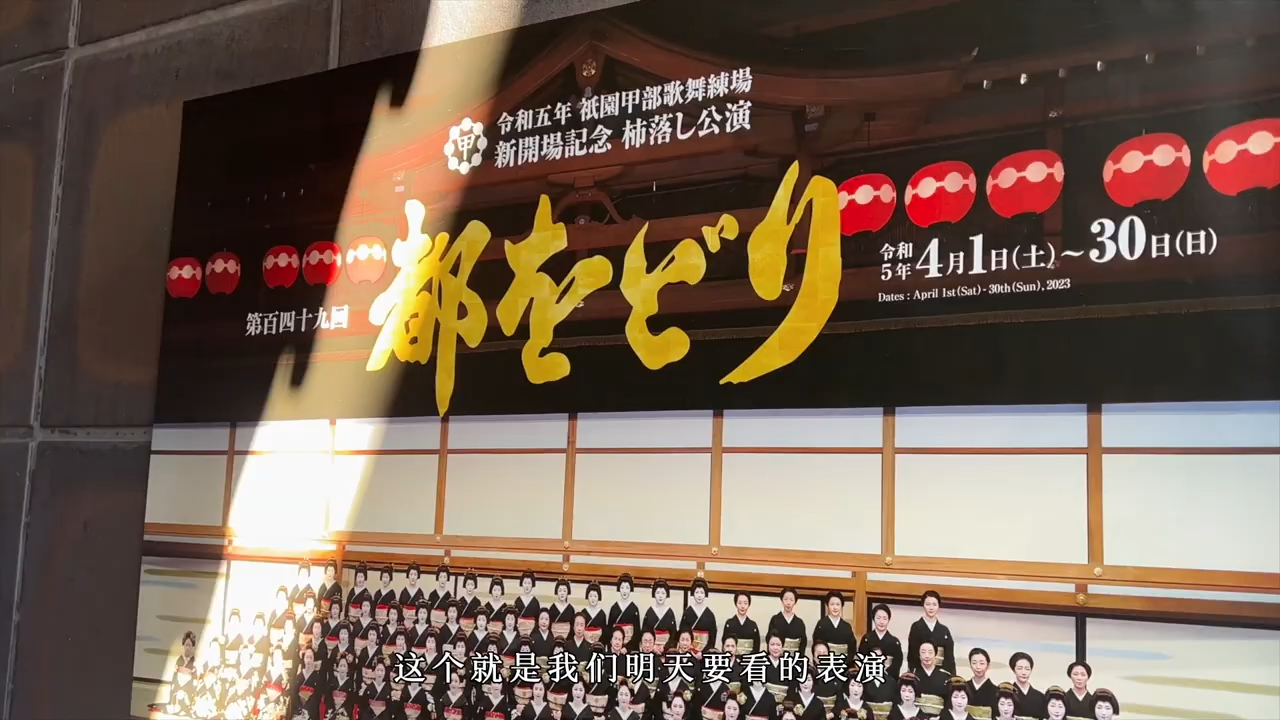 甲
令和五年 祇園甲部歌舞練場
新開場記念 杮落し公演
第百四十九回
都をどり
令和5年 4月1日(土)~30日(日)
Dates : April 1st(Sat) - 30th(Sun), 2023
这个就是我们明天要看的表演